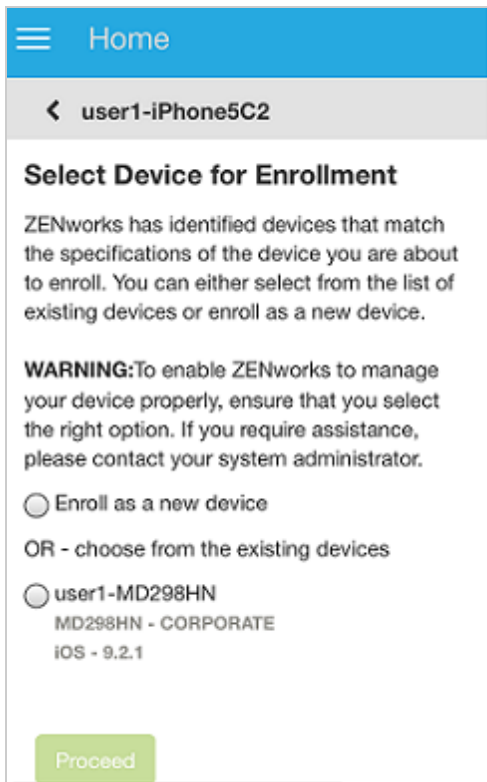 Home
user1-iPhone5C2
Select Device for Enrollment
ZENworks has identified devices that match
the specifications of the device you are about
to enroll. You can either select from the list of
existing devices or enroll as a new device.
WARNING:To enable ZENworks to manage
your device properly, ensure that you select
the right option. If you require assistance,
please contact your system administrator.
Enroll as a new device
OR - choose from the existing devices
user1-MD298HN
MD298HN - CORPORATE
iOS - 9.2.1
Proceed